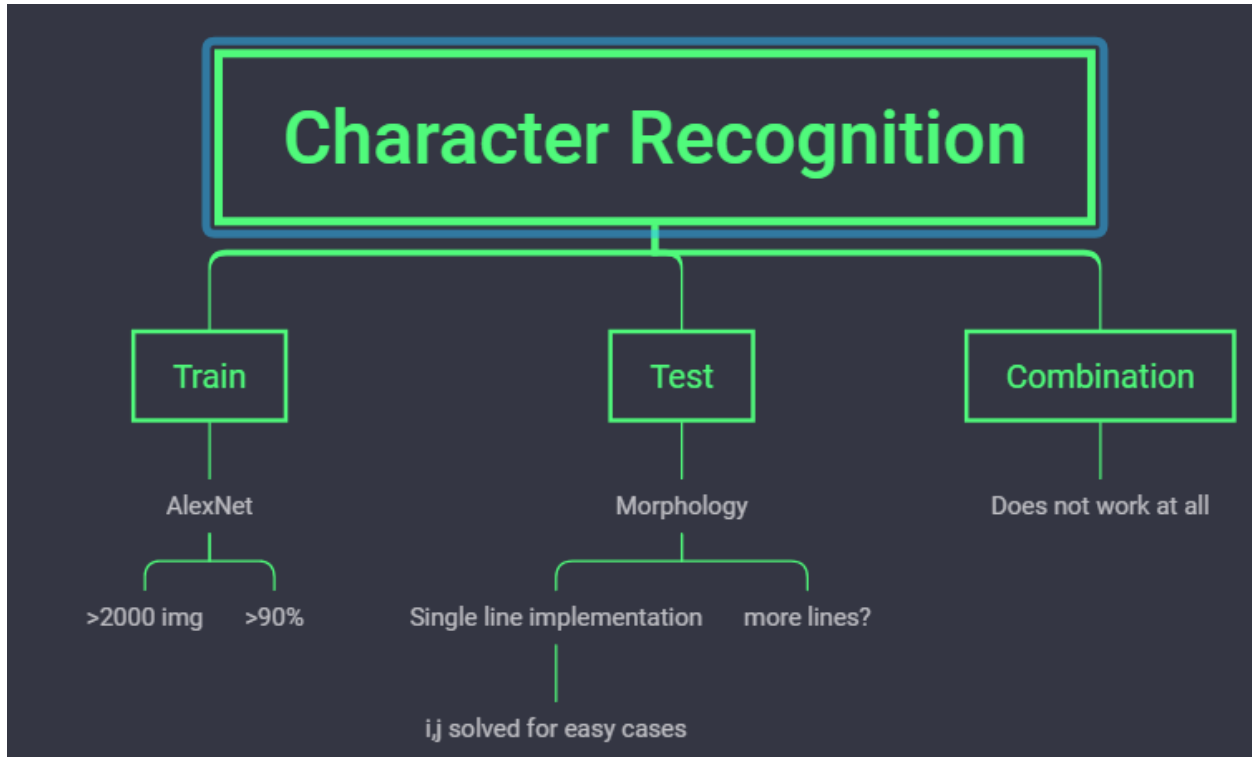 Character Recognition
Train
Test
Combination
AlexNet
Morphology
Does not work at all
>2000 img
>90%
Single line implementation
more lines?
i,j solved for easy cases